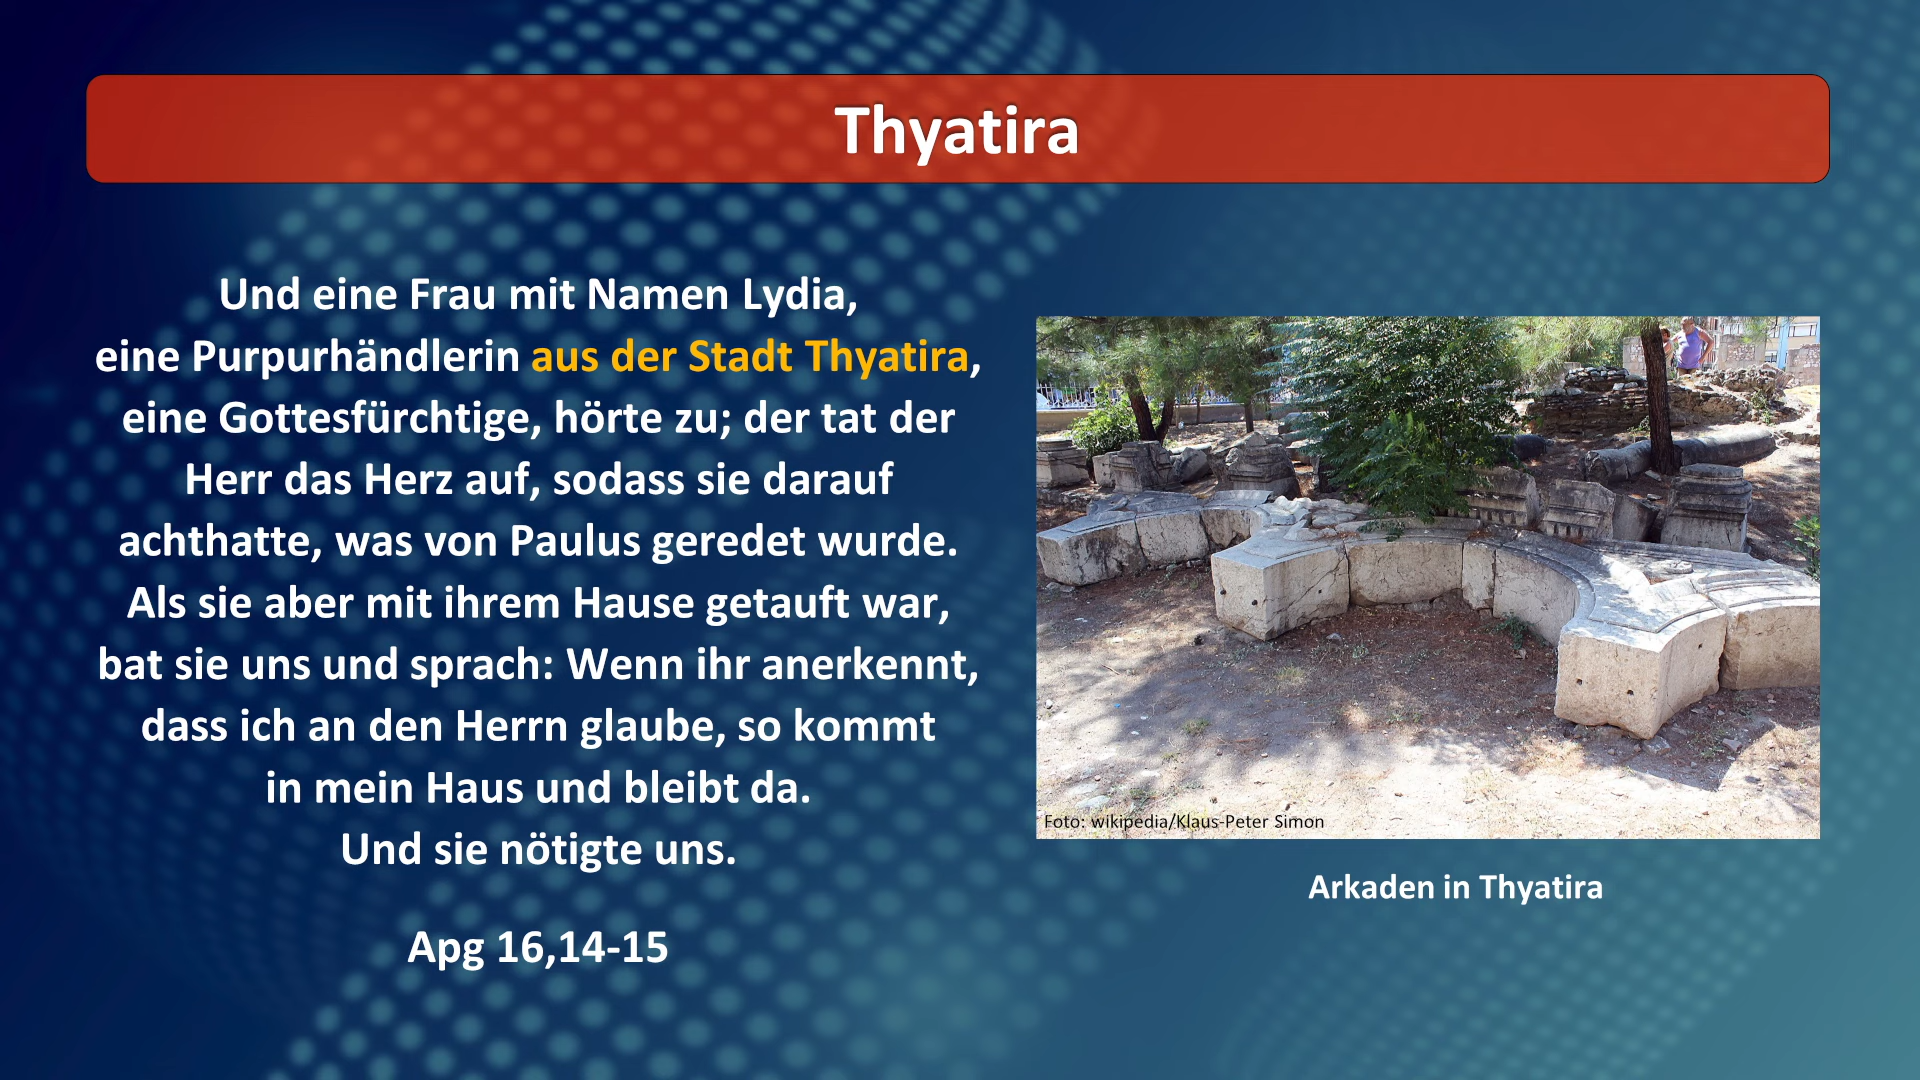 Thyatira
Und eine Frau mit Namen Lydia,
eine Purpurhändlerin aus der Stadt Thyatira,
eine Gottesfürchtige, hörte zu; der tat der
Herr das Herz auf, sodass sie darauf
achthatte, was von Paulus geredet wurde.
Als sie aber mit ihrem Hause getauft war,
bat sie uns und sprach: Wenn ihr anerkennt,
dass ich an den Herrn glaube, so kommt
in mein Haus und bleibt da.
Und sie nötigte uns.
Apg 16,14-15
Foto: wikipedia/Klaus-Peter Simon
Arkaden in Thyatira